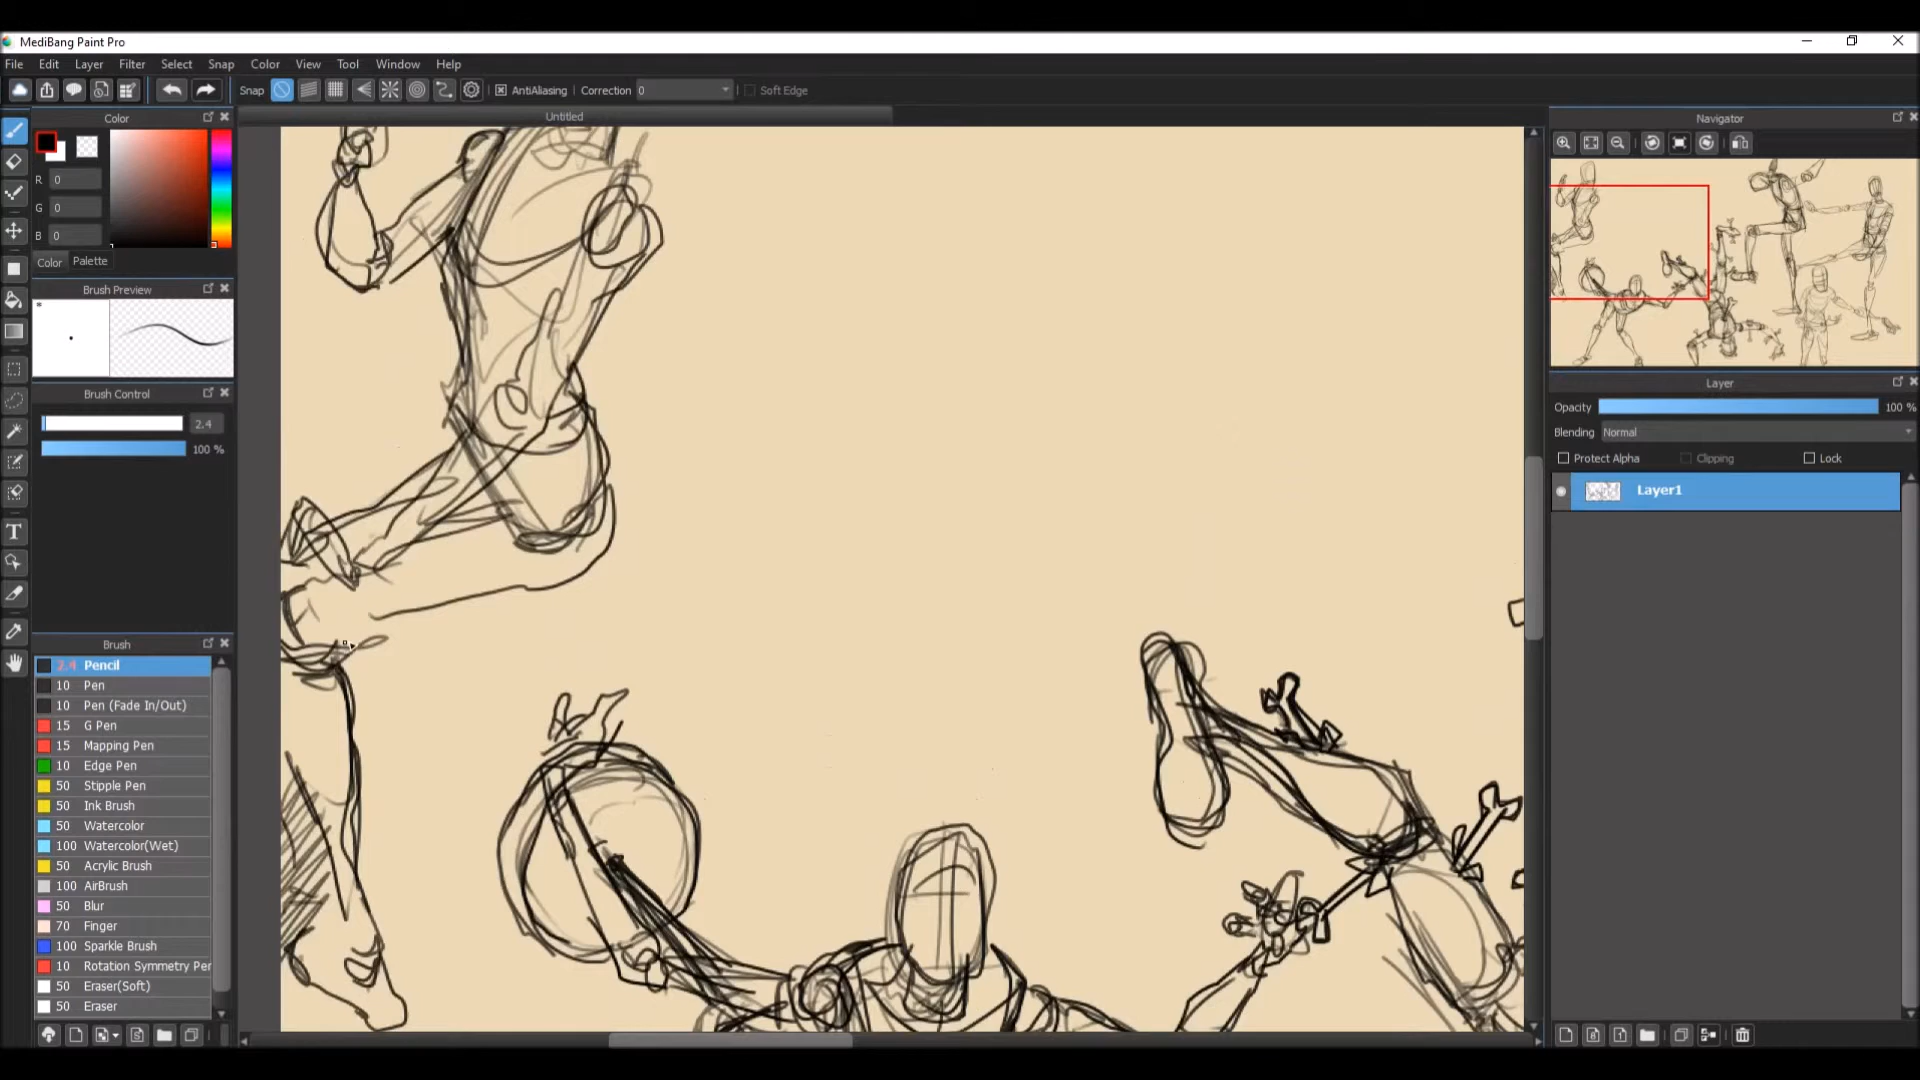 MediBang Paint Pro
File Edit Layer Filter Select Snap Color View Tool Window Help
Snap AntiAliasing Correction 0 Soft Edge
Color Untitled Navigator
R 0
G 0
B 0
Color Palette
Brush Preview
Brush Control
2.4
100 %
Layer
Opacity 100 %
Blending Normal
Protect Alpha Clipping Lock
Layer1
Brush
2.4 Pencil
10 Pen
10 Pen (Fade In/Out)
15 G Pen
15 Mapping Pen
10 Edge Pen
50 Stipple Pen
50 Ink Brush
50 Watercolor
100 Watercolor(Wet)
50 Acrylic Brush
100 AirBrush
50 Blur
70 Finger
100 Sparkle Brush
10 Rotation Symmetry Per
50 Eraser(Soft)
50 Eraser